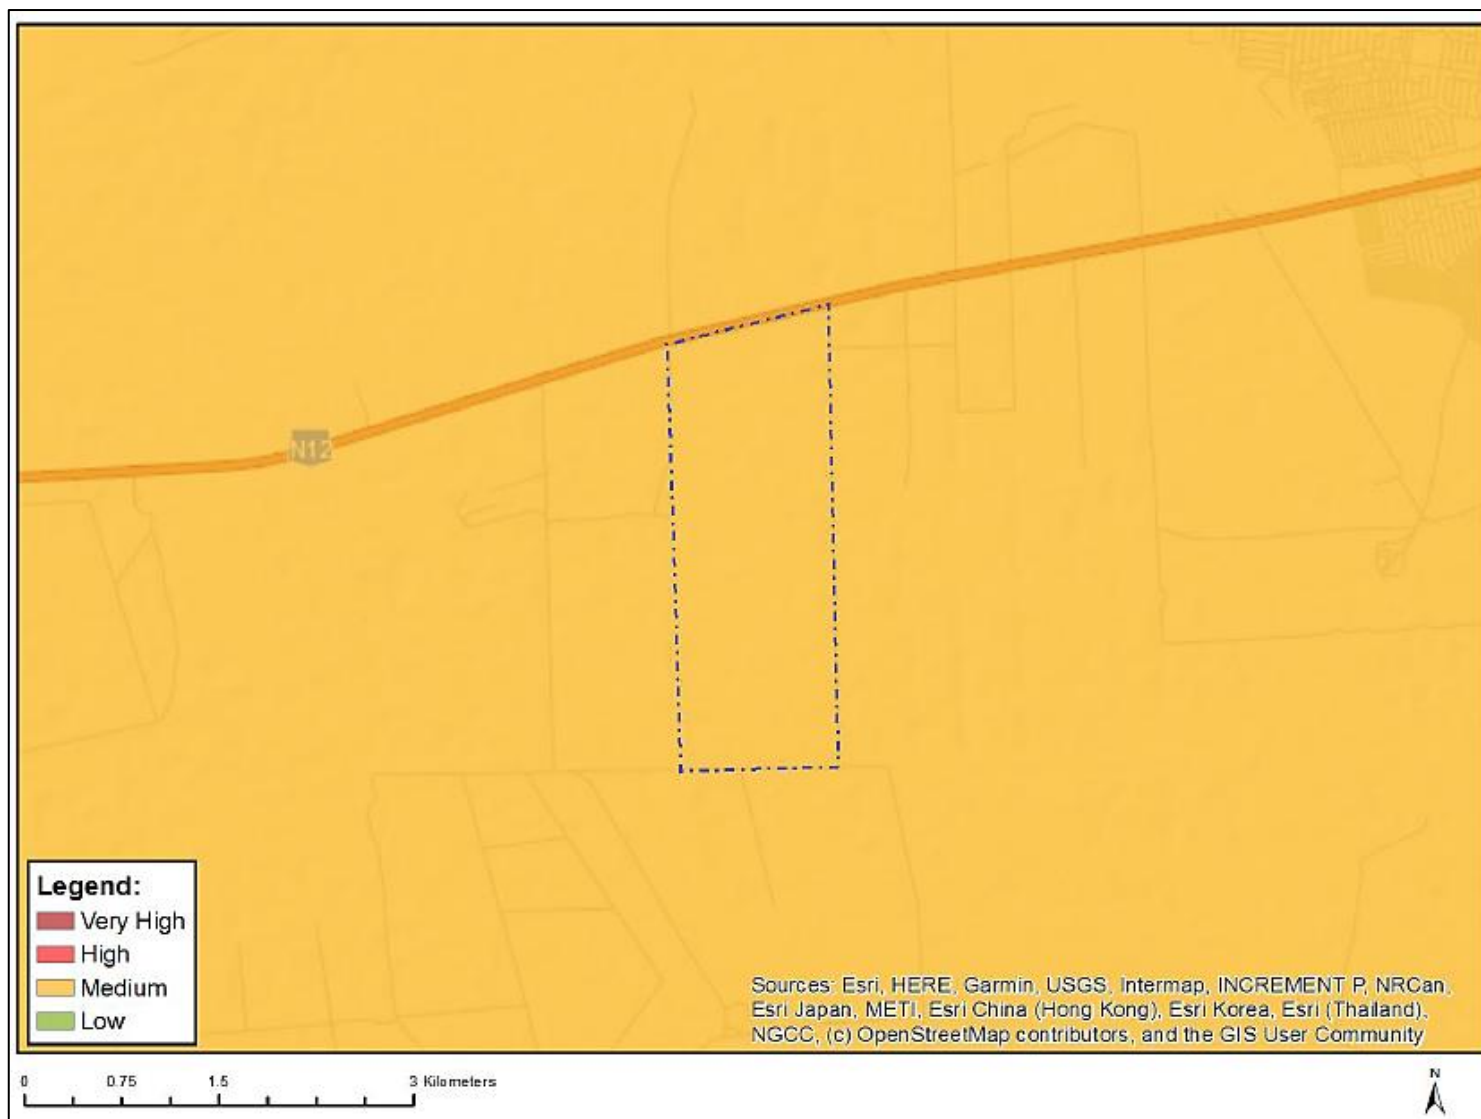 N12
Legend:
Very High
High
Medium
Low
Sources: Esri, HERE, Garmin, USGS, Intermap, INCREMENT P, NRCan,
Esri Japan, METI, Esri China (Hong Kong), Esri Korea, Esri (Thailand),
NGCC, (c) OpenStreetMap contributors, and the GIS User Community
0 0.75 1.5 3 Kilometers
N